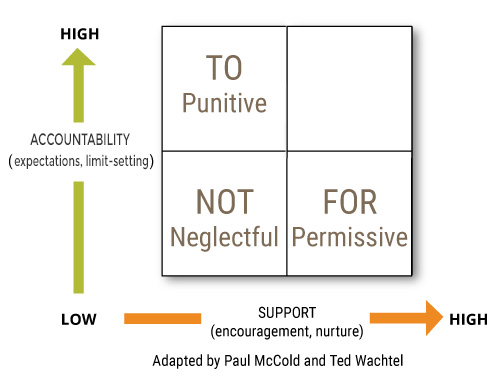 HIGH
TO
Punitive
ACCOUNTABILITY
(expectations, limit-setting)
NOT
Neglectful
FOR
Permissive
LOW
SUPPORT
(encouragement, nurture)
HIGH
Adapted by Paul McCold and Ted Wachtel